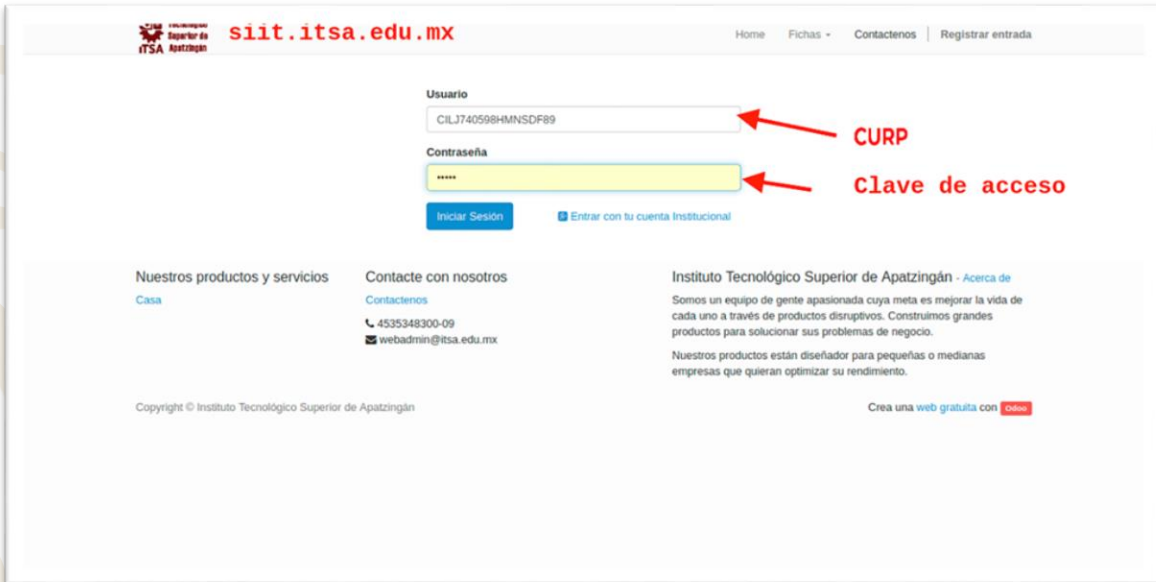 Superior de
iTSA Apatzingán
siit.itsa.edu.mx
Home Fichas Contactenos Registrar entrada
Usuario
CILJ740598HMNSDF89
CURP
Contraseña
•••••
Clave de acceso
Iniciar Sesión Entrar con tu cuenta Institucional
Nuestros productos y servicios
Casa
Contacte con nosotros
Contactenos
4535348300-09
webadmin@itsa.edu.mx
Instituto Tecnológico Superior de Apatzingán - Acerca de
Somos un equipo de gente apasionada cuya meta es mejorar la vida de
cada uno a través de productos disruptivos. Construimos grandes
productos para solucionar sus problemas de negocio.
Nuestros productos están diseñador para pequeñas o medianas
empresas que quieran optimizar su rendimiento.
Copyright © Instituto Tecnológico Superior de Apatzingán
Crea una web gratuita con Odoo